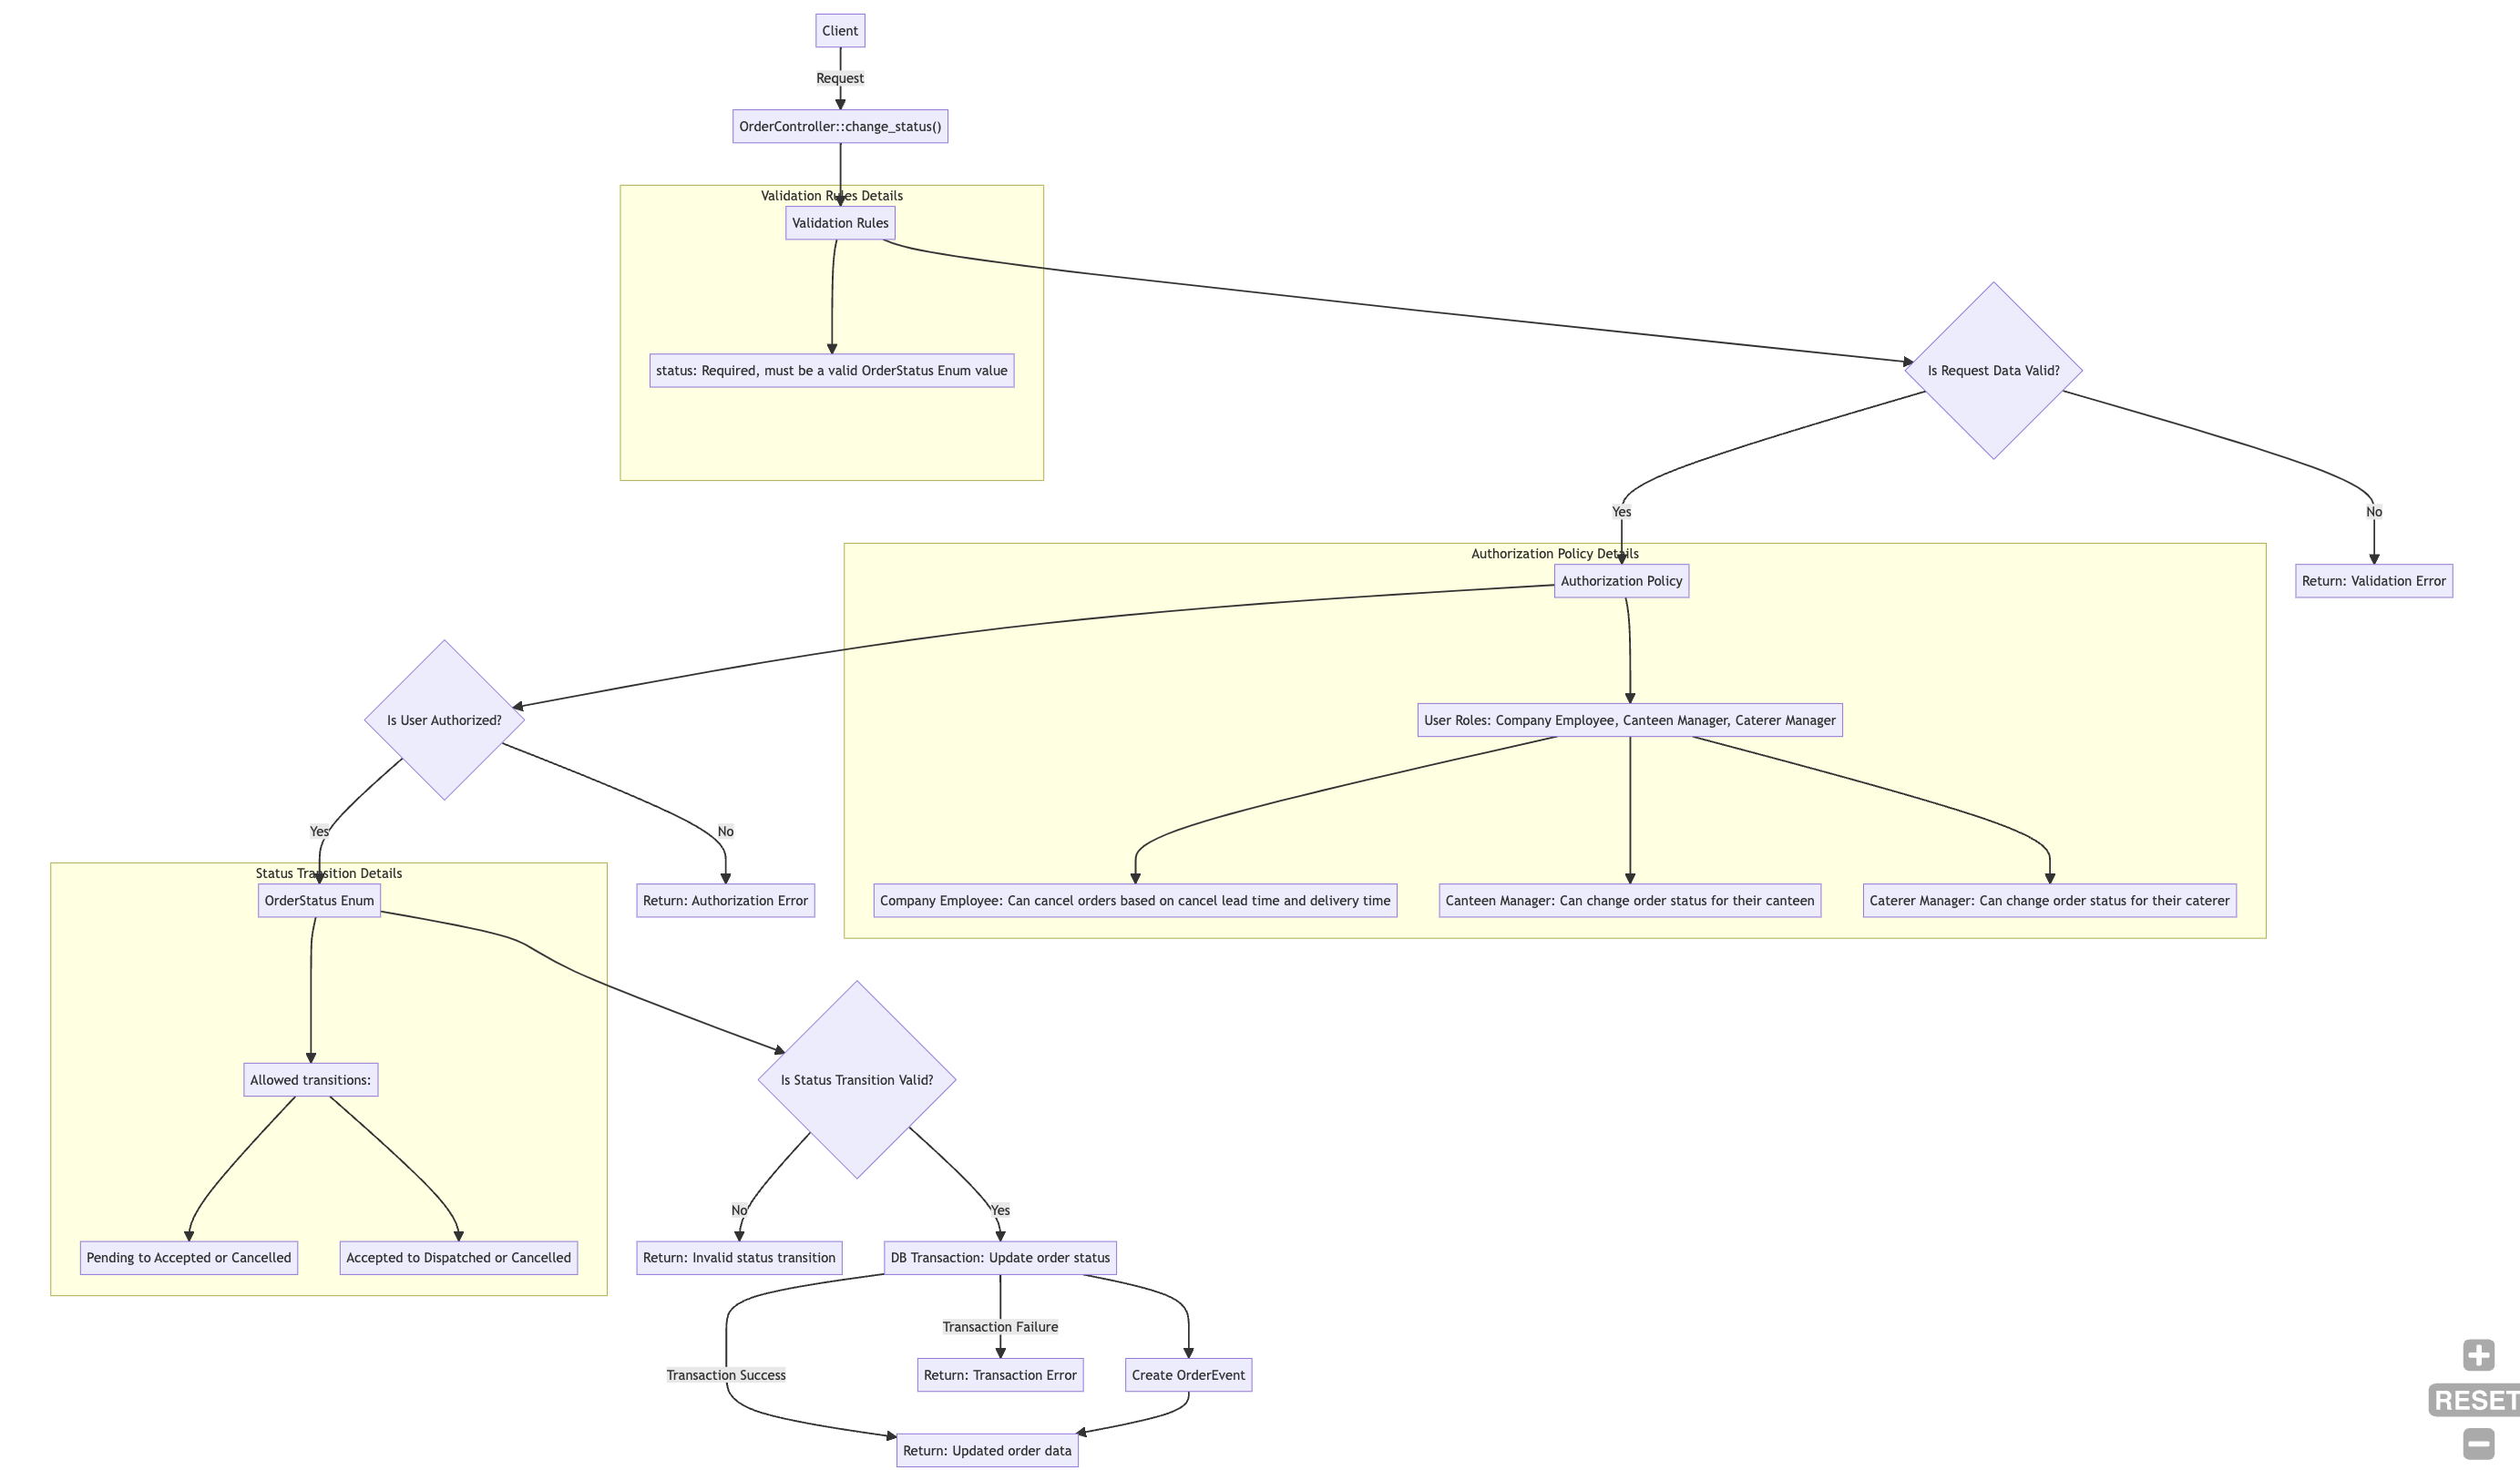 Client
Request
OrderController::change_status()
Validation Rules Details
Validation Rules
status: Required, must be a valid OrderStatus Enum value
Is Request Data Valid?
Yes
No
Authorization Policy Details
Authorization Policy
Return: Validation Error
Is User Authorized?
User Roles: Company Employee, Canteen Manager, Caterer Manager
Yes
No
Status Transition Details
OrderStatus Enum
Return: Authorization Error
Company Employee: Can cancel orders based on cancel lead time and delivery time
Canteen Manager: Can change order status for their canteen
Caterer Manager: Can change order status for their caterer
Allowed transitions:
Is Status Transition Valid?
No
Yes
Pending to Accepted or Cancelled
Accepted to Dispatched or Cancelled
Return: Invalid status transition
DB Transaction: Update order status
Transaction Failure
Transaction Success
Return: Transaction Error
Create OrderEvent
RESET
Return: Updated order data